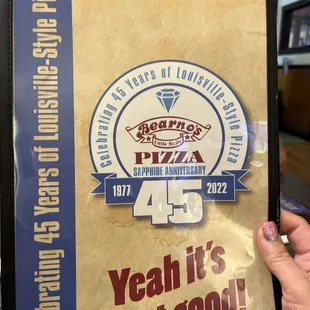 brating 45 Years of Louisville-Style Pi
Celebrating 45 Years of Louisville-Style Pizza
Bearno's
Little Sicily
PIZZA
SAPPHIRE ANNIVERSARY
1977 45 2022
Yeah it's
good!